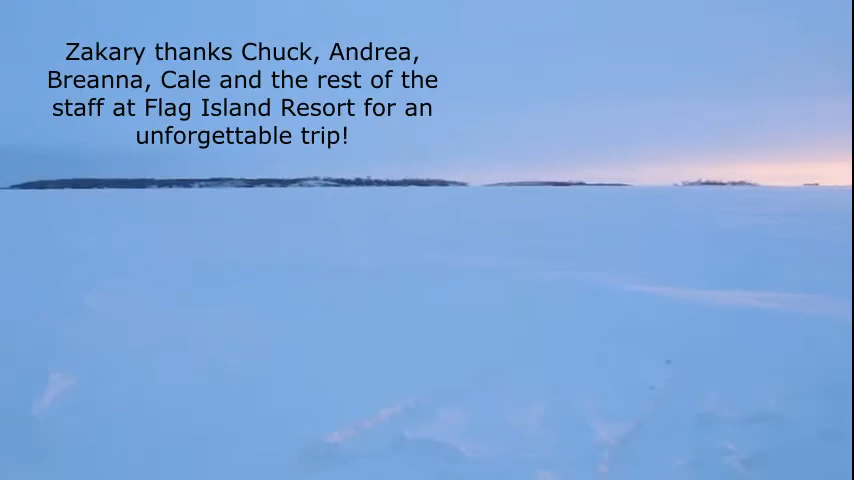 Zakary thanks Chuck, Andrea,
Breanna, Cale and the rest of the
staff at Flag Island Resort for an
unforgettable trip!